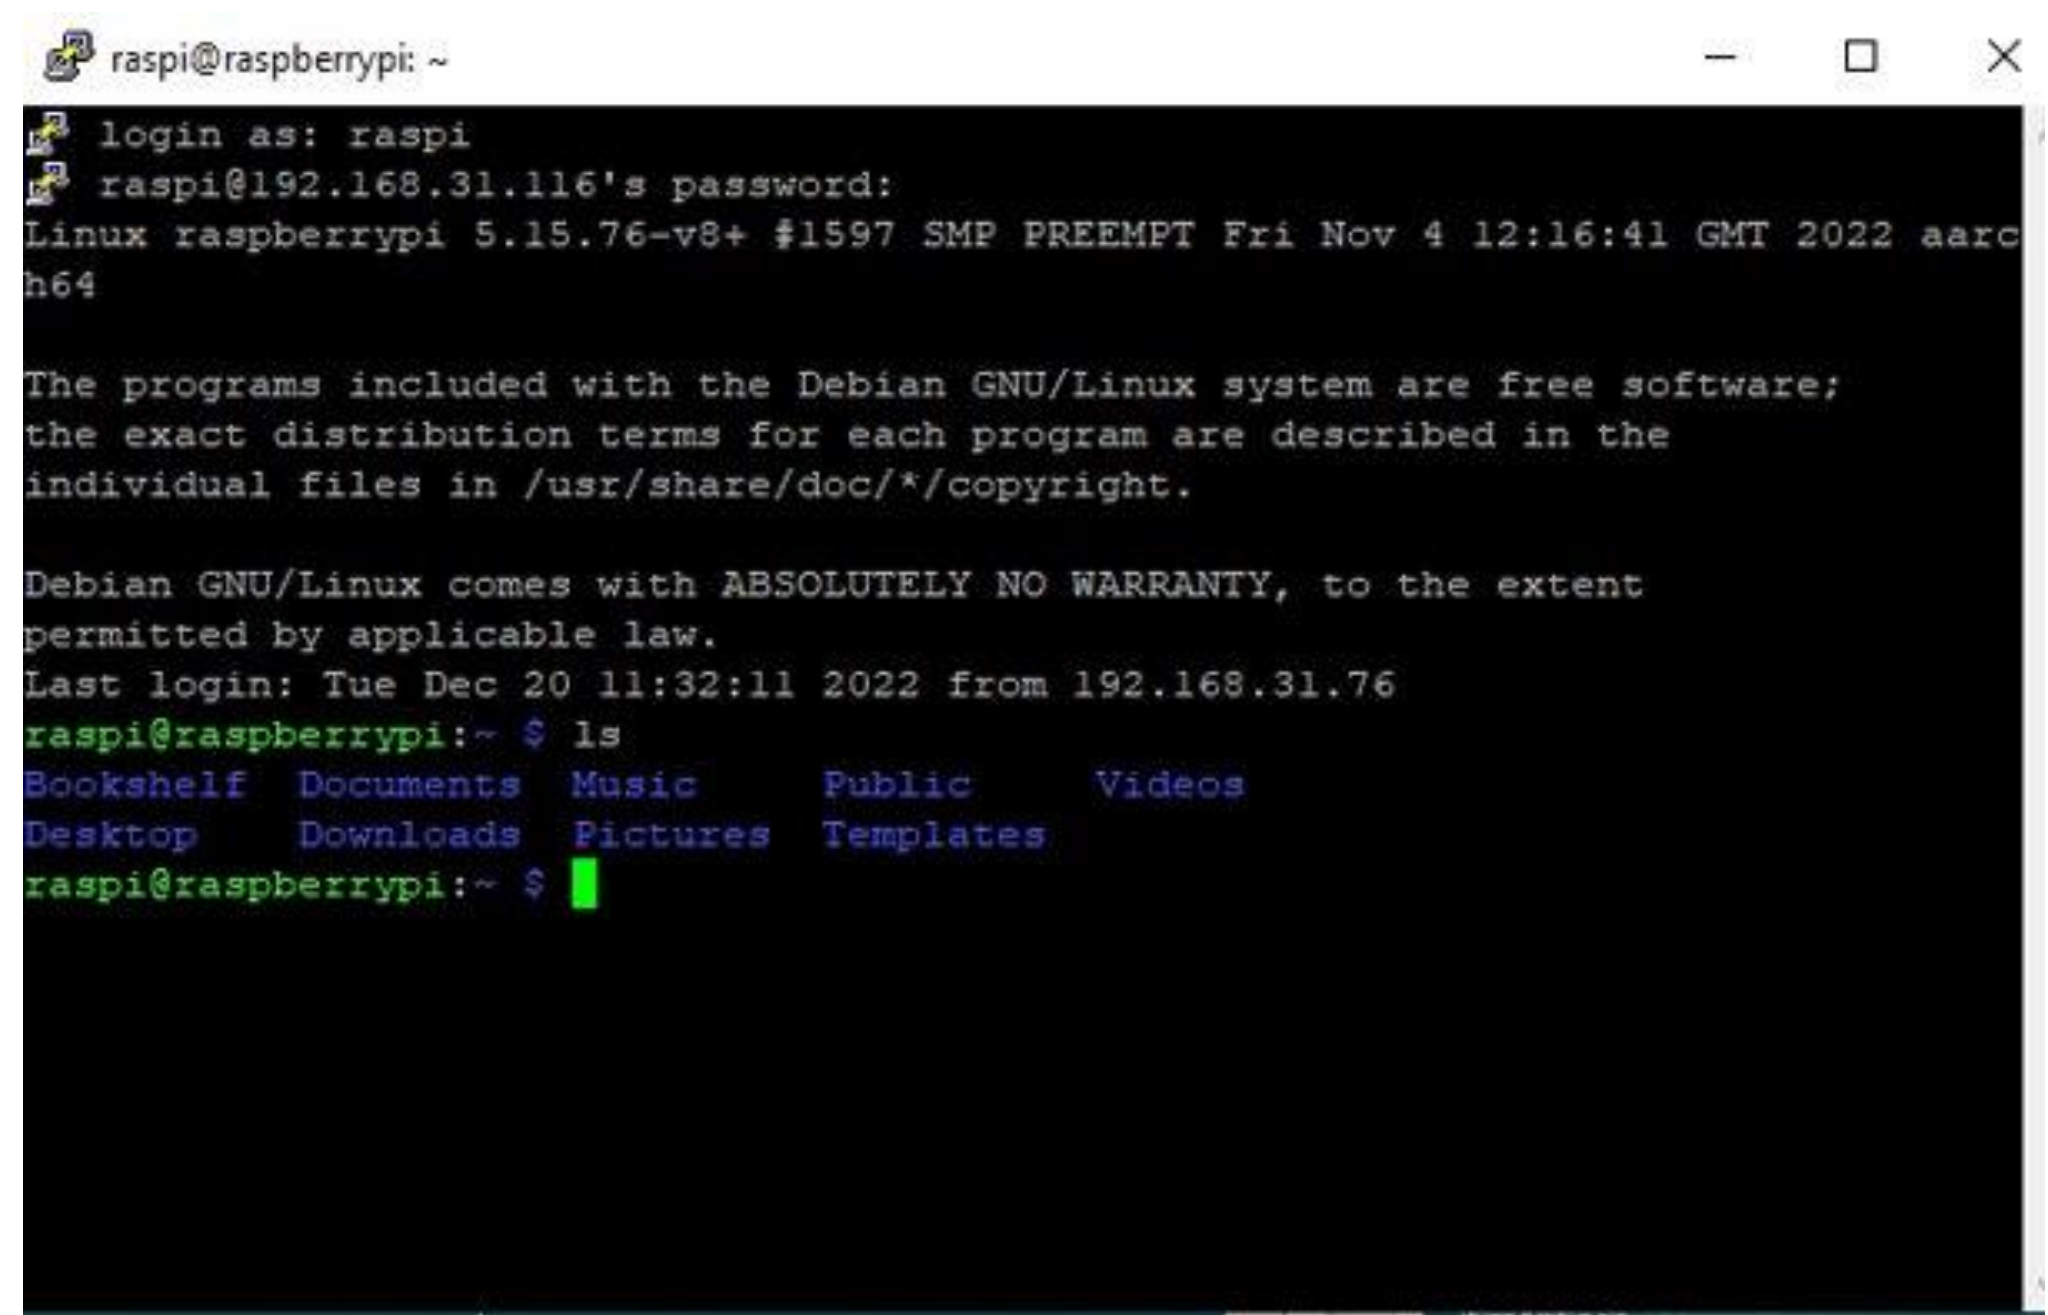 raspi@raspberrypi: ~
login as: raspi
raspi@192.168.31.116's password:
Linux raspberrypi 5.15.76-v8+ #1597 SMP PREEMPT Fri Nov 4 12:16:41 GMT 2022 aarc
h64
The programs included with the Debian GNU/Linux system are free software;
the exact distribution terms for each program are described in the
individual files in /usr/share/doc/*/copyright.
Debian GNU/Linux comes with ABSOLUTELY NO WARRANTY, to the extent
permitted by applicable law.
Last login: Tue Dec 20 11:32:11 2022 from 192.168.31.76
raspi@raspberrypi:~ $ ls
Bookshelf  Documents  Music     Public     Videos
Desktop    Downloads  Pictures  Templates
raspi@raspberrypi:~ $